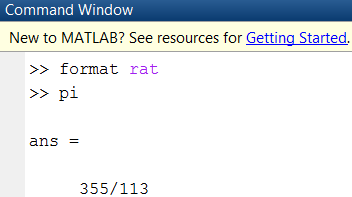 Command Window
New to MATLAB? See resources for Getting Started.
>> format rat
>> pi
ans =
355/113